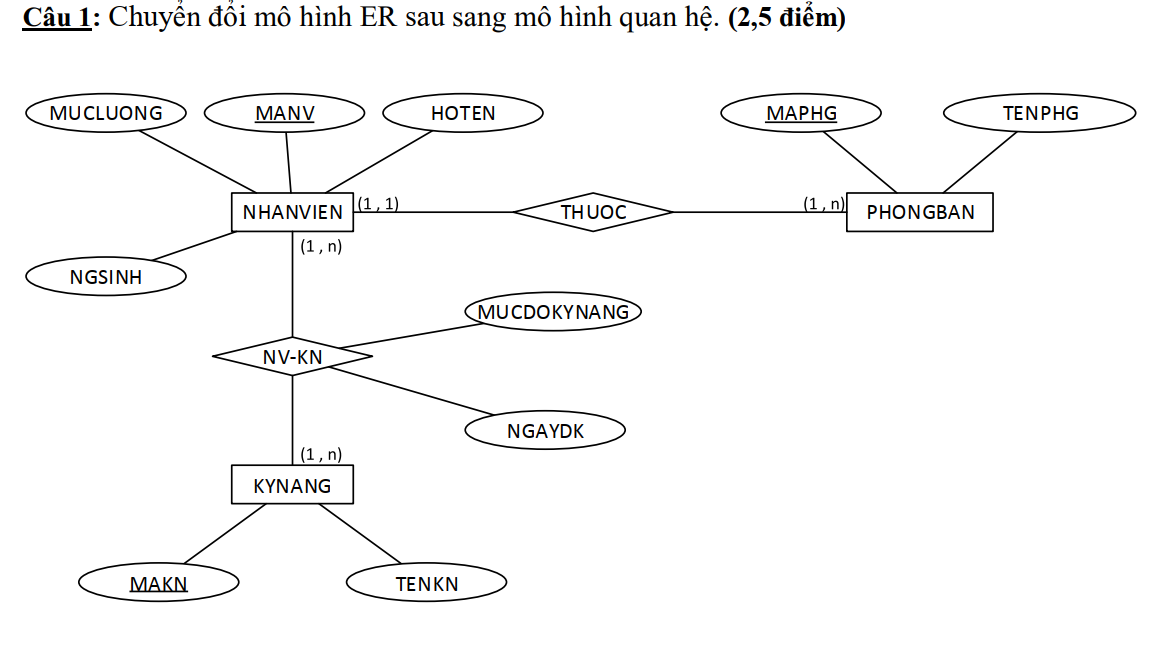 Câu 1: Chuyển đổi mô hình ER sau sang mô hình quan hệ. (2,5 điểm)
MUCLUONG
MANV
HOTEN
MAPHG
TENPHG
NHANVIEN
(1 , 1)
THUOC
(1 , n)
PHONGBAN
(1 , n)
NGSINH
MUCDOKYNANG
NV-KN
NGAYDK
(1 , n)
KYNANG
MAKN
TENKN